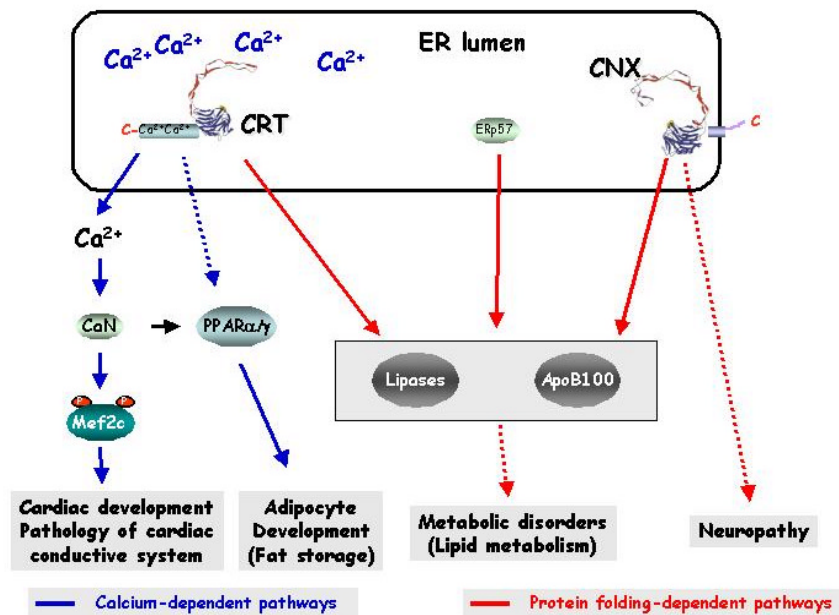 Ca²⁺ Ca²⁺ Ca²⁺ Ca²⁺
ER lumen
CNX
C-Ca²⁺Ca²⁺
CRT
ERp57
C
Ca²⁺
CaN
PPARα/γ
Lipases
ApoB100
P P
Mef2c
Cardiac development
Pathology of cardiac
conductive system
Adipocyte
Development
(Fat storage)
Metabolic disorders
(Lipid metabolism)
Neuropathy
Calcium-dependent pathways
Protein folding-dependent pathways